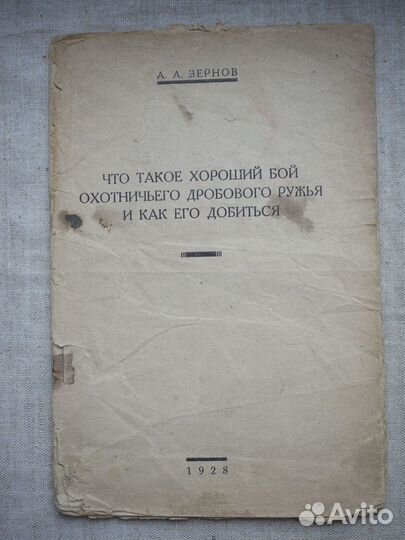 А. А. ЗЕРНОВ
ЧТО ТАКОЕ ХОРОШИЙ БОЙ
ОХОТНИЧЬЕГО ДРОБОВОГО РУЖЬЯ
И КАК ЕГО ДОБИТЬСЯ
1928
Avito